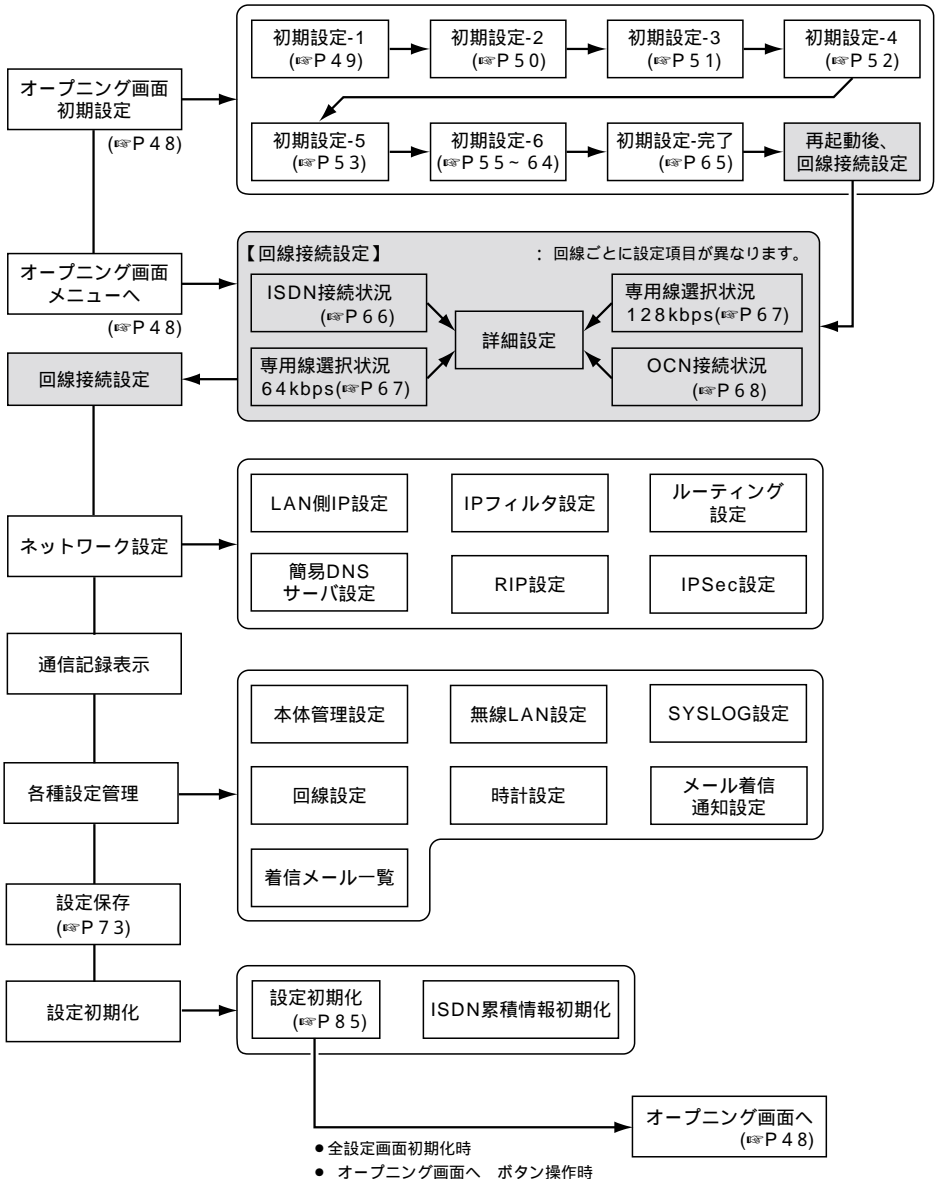 初期設定-1
(☞P49)
初期設定-2
(☞P50)
初期設定-3
(☞P51)
初期設定-4
(☞P52)
オープニング画面
初期設定
(☞P48)
初期設定-5
(☞P53)
初期設定-6
(☞P55~64)
初期設定-完了
(☞P65)
再起動後、
回線接続設定
オープニング画面
メニューへ
(☞P48)
【回線接続設定】
: 回線ごとに設定項目が異なります。
ISDN接続状況
(☞P66)
専用線選択状況
128kbps(☞P67)
詳細設定
専用線選択状況
64kbps(☞P67)
OCN接続状況
(☞P68)
回線接続設定
LAN側IP設定
IPフィルタ設定
ルーティング
設定
ネットワーク設定
簡易DNS
サーバ設定
RIP設定
IPSec設定
通信記録表示
本体管理設定
無線LAN設定
SYSLOG設定
各種設定管理
回線設定
時計設定
メール着信
通知設定
着信メール一覧
設定保存
(☞P73)
設定初期化
設定初期化
(☞P85)
ISDN累積情報初期化
オープニング画面へ
(☞P48)
●全設定画面初期化時
● オープニング画面へ ボタン操作時